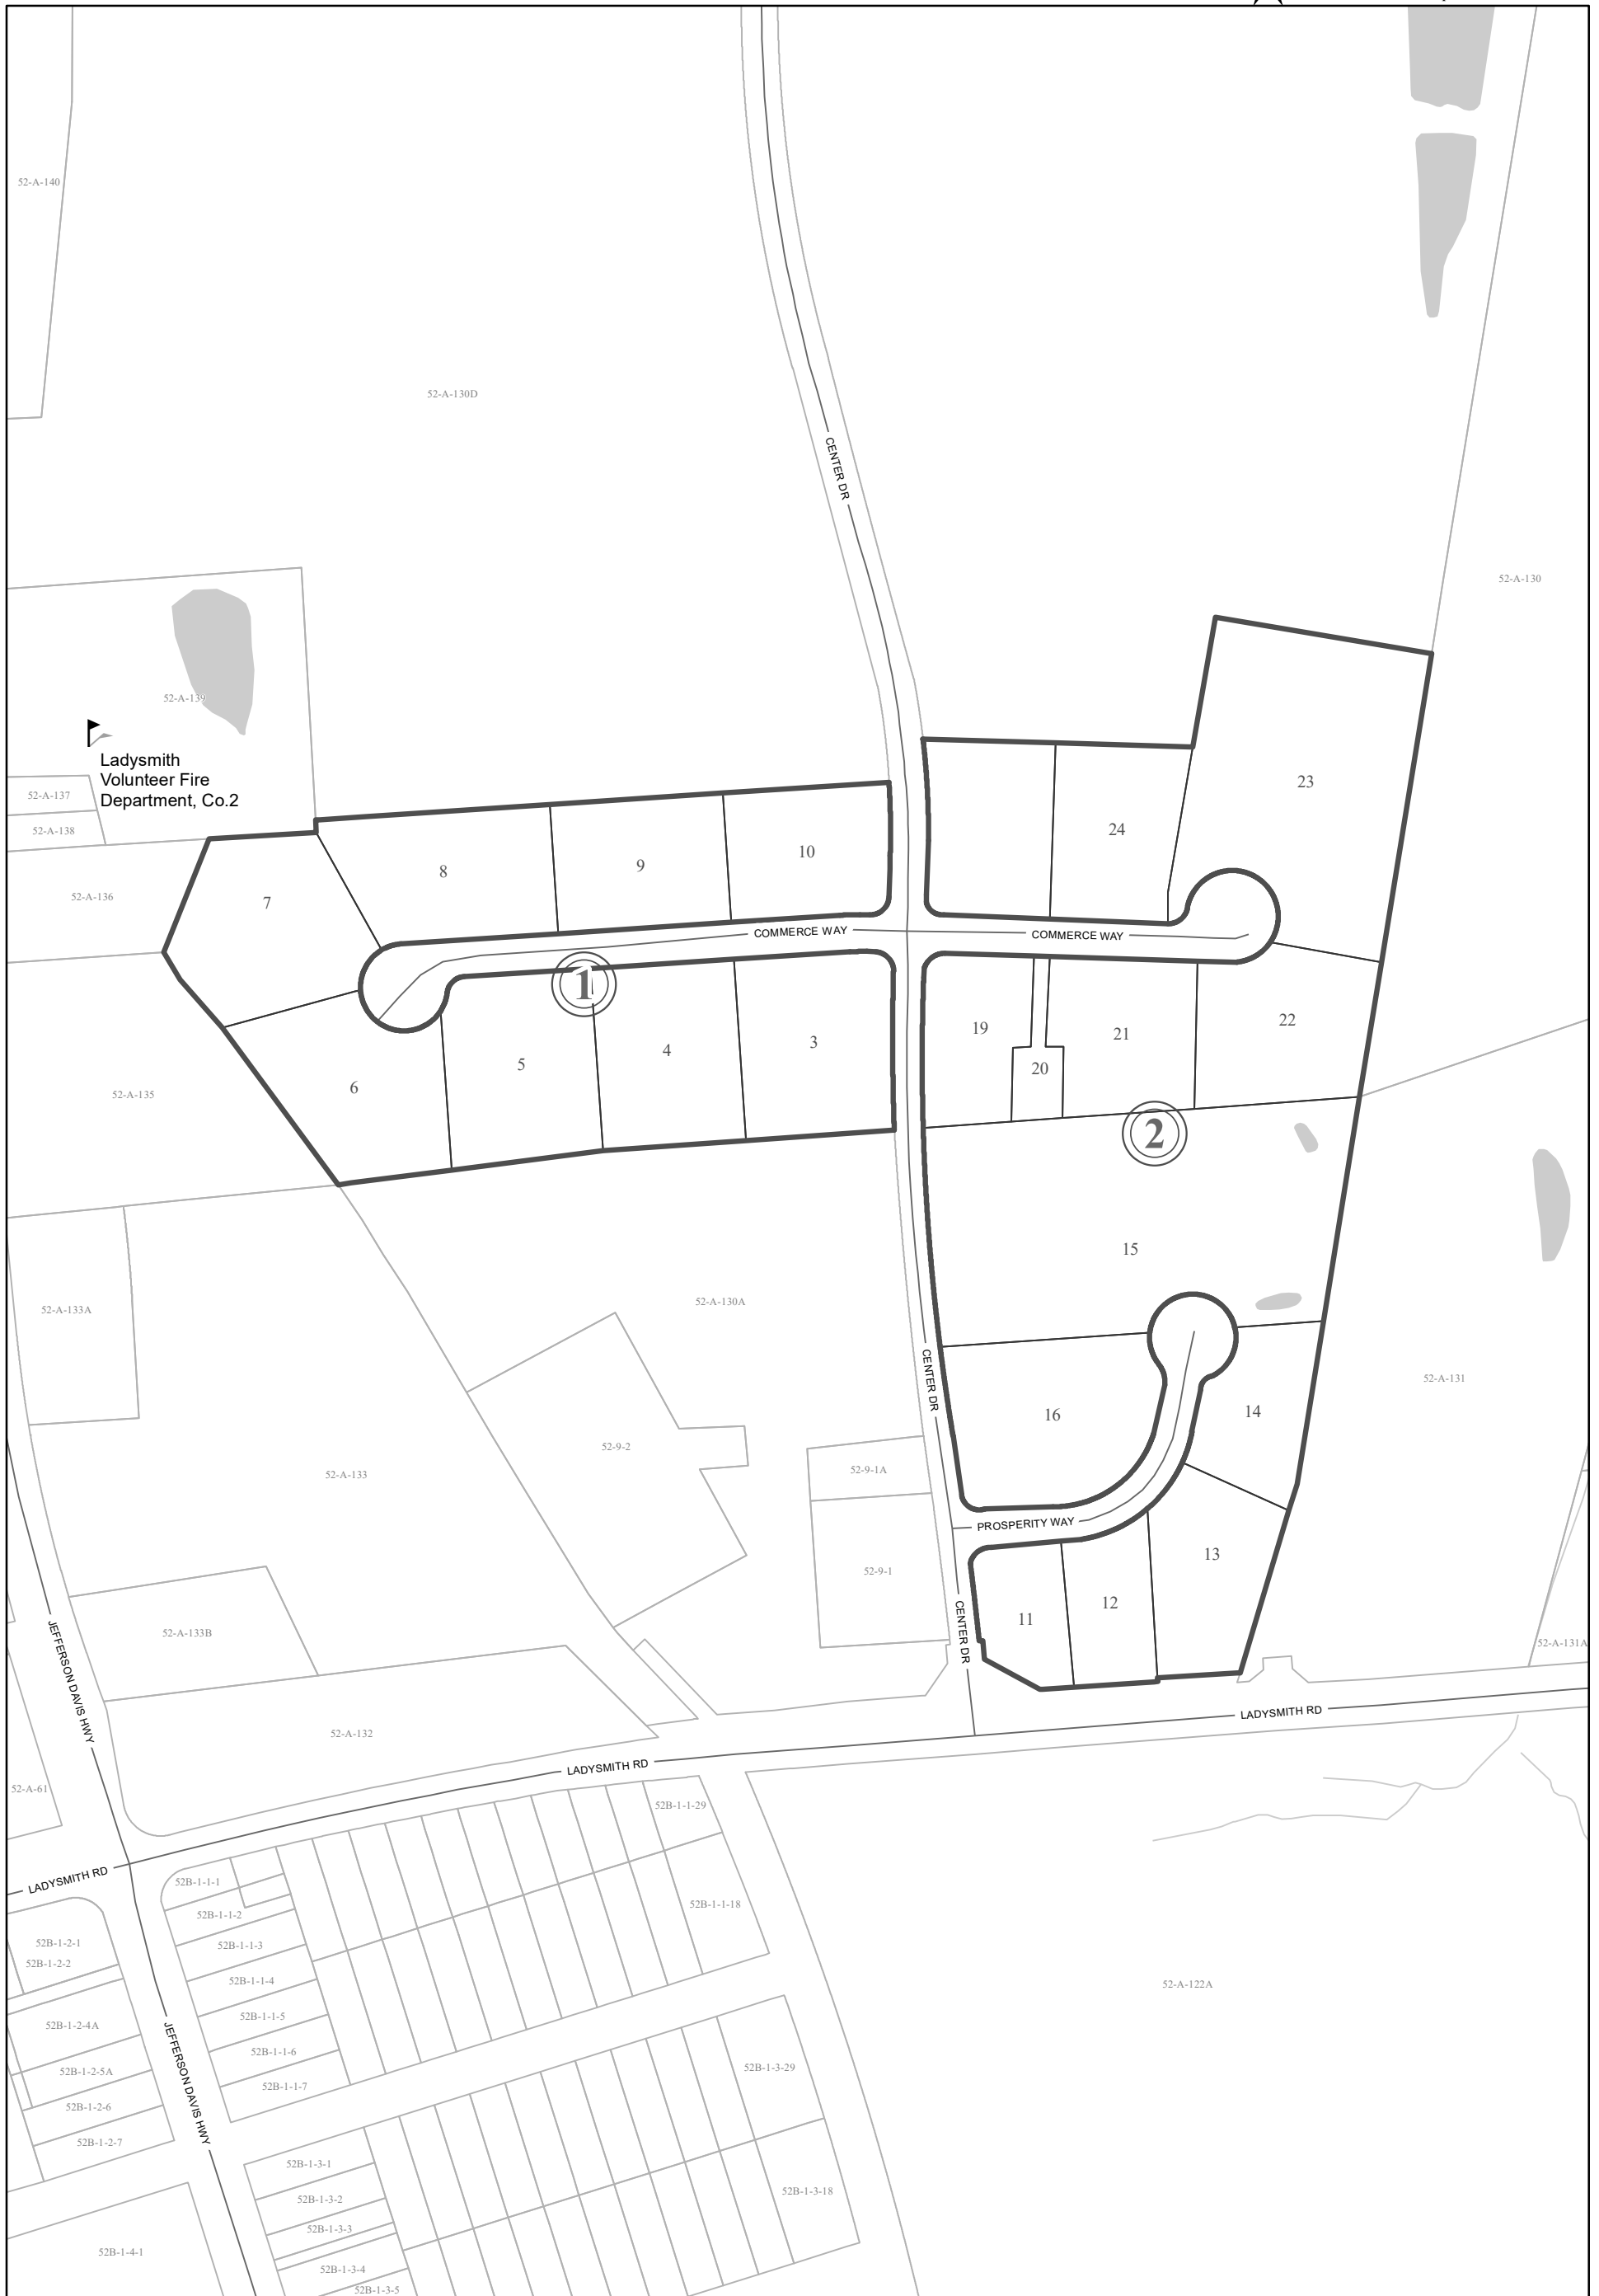 52-A-140
52-A-130D
CENTER DR
52-A-130
52-A-139
Ladysmith
Volunteer Fire
Department, Co.2
52-A-137
52-A-138
23
24
10
9
8
7
52-A-136
COMMERCE WAY
COMMERCE WAY
1
19
21
22
20
3
4
5
6
52-A-135
2
15
52-A-133A
52-A-130A
CENTER DR
52-A-131
16
14
52-9-2
52-9-1A
52-A-133
PROSPERITY WAY
13
52-9-1
12
11
CENTER DR
52-A-133B
52-A-131A
JEFFERSON DAVIS HWY
52-A-132
LADYSMITH RD
LADYSMITH RD
52-A-61
52B-1-1-29
LADYSMITH RD
52B-1-1-1
52B-1-1-18
52B-1-1-2
52B-1-2-1
52B-1-1-3
52B-1-2-2
52B-1-1-4
52-A-122A
52B-1-1-5
52B-1-2-4A
52B-1-1-6
52B-1-3-29
52B-1-2-5A
52B-1-1-7
JEFFERSON DAVIS HWY
52B-1-2-6
52B-1-2-7
52B-1-3-1
52B-1-3-18
52B-1-3-2
52B-1-3-3
52B-1-4-1
52B-1-3-4
52B-1-3-5